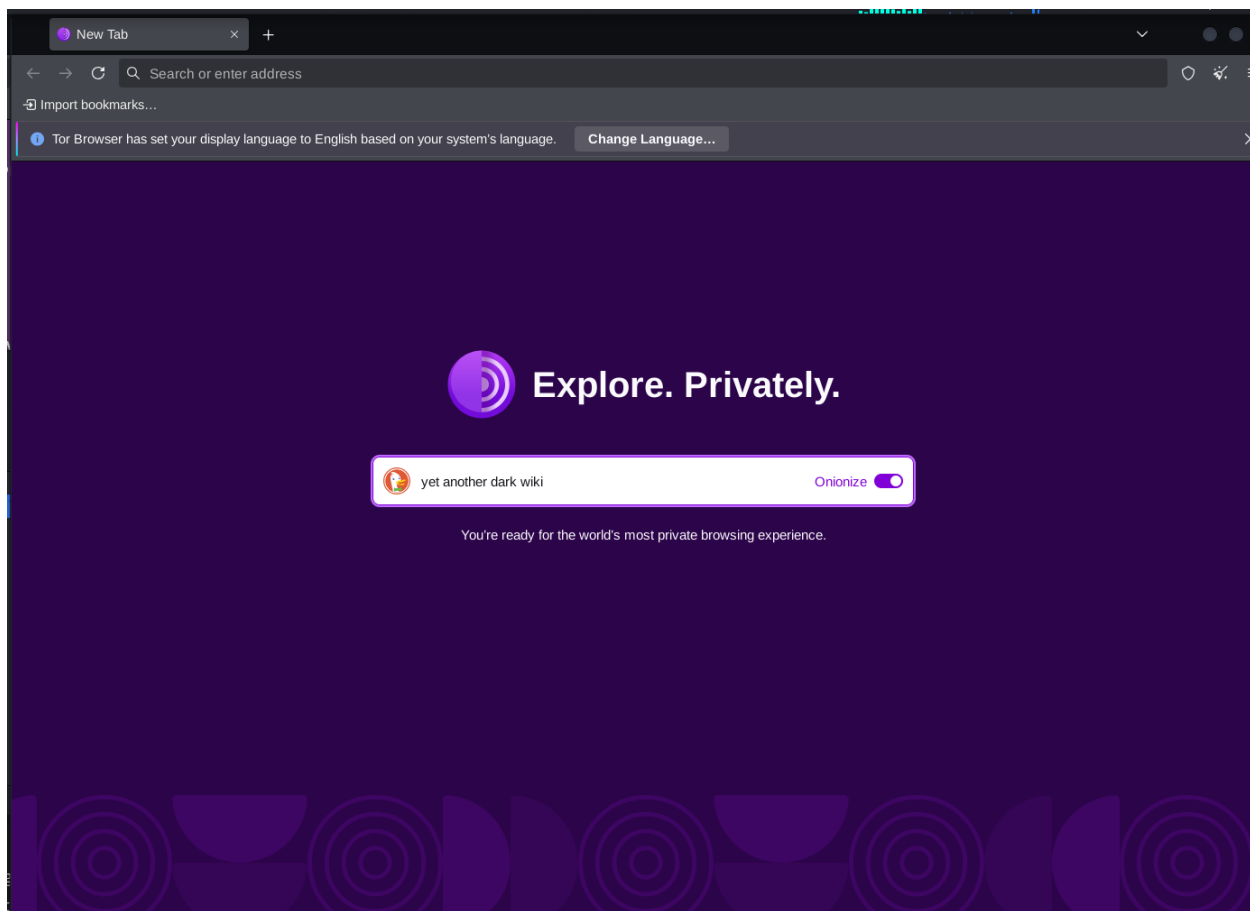 New Tab
Search or enter address
Import bookmarks…
Tor Browser has set your display language to English based on your system's language. Change Language…
Explore. Privately.
yet another dark wiki Onionize
You're ready for the world's most private browsing experience.